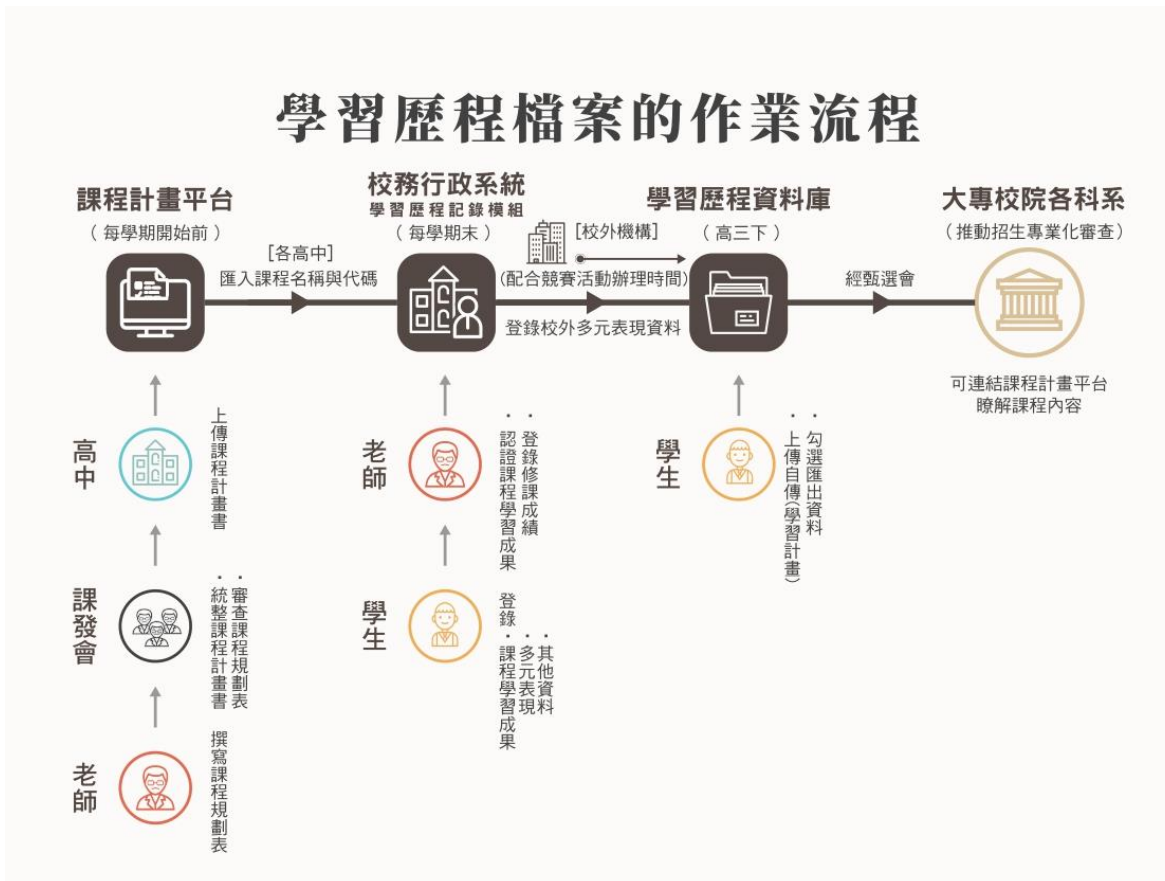 學習歷程檔案的作業流程
課程計畫平台
(每學期開始前)
[各高中]
匯入課程名稱與代碼
校務行政系統
學習歷程記錄模組
(每學期末)
[校外機構]
(配合競賽活動辦理時間)
登錄校外多元表現資料
學習歷程資料庫
(高三下)
經甄選會
大專校院各科系
(推動招生專業化審查)
可連結課程計畫平台
瞭解課程內容
高中
上傳課程計畫書
課發會
・審查課程規劃表
・統整課程計畫書
老師
撰寫課程規劃表
老師
・登錄修課成績
・認證課程學習成果
學生
登錄
・其他資料
・多元表現
・課程學習成果
學生
・勾選匯出資料
・上傳自傳(學習計畫)